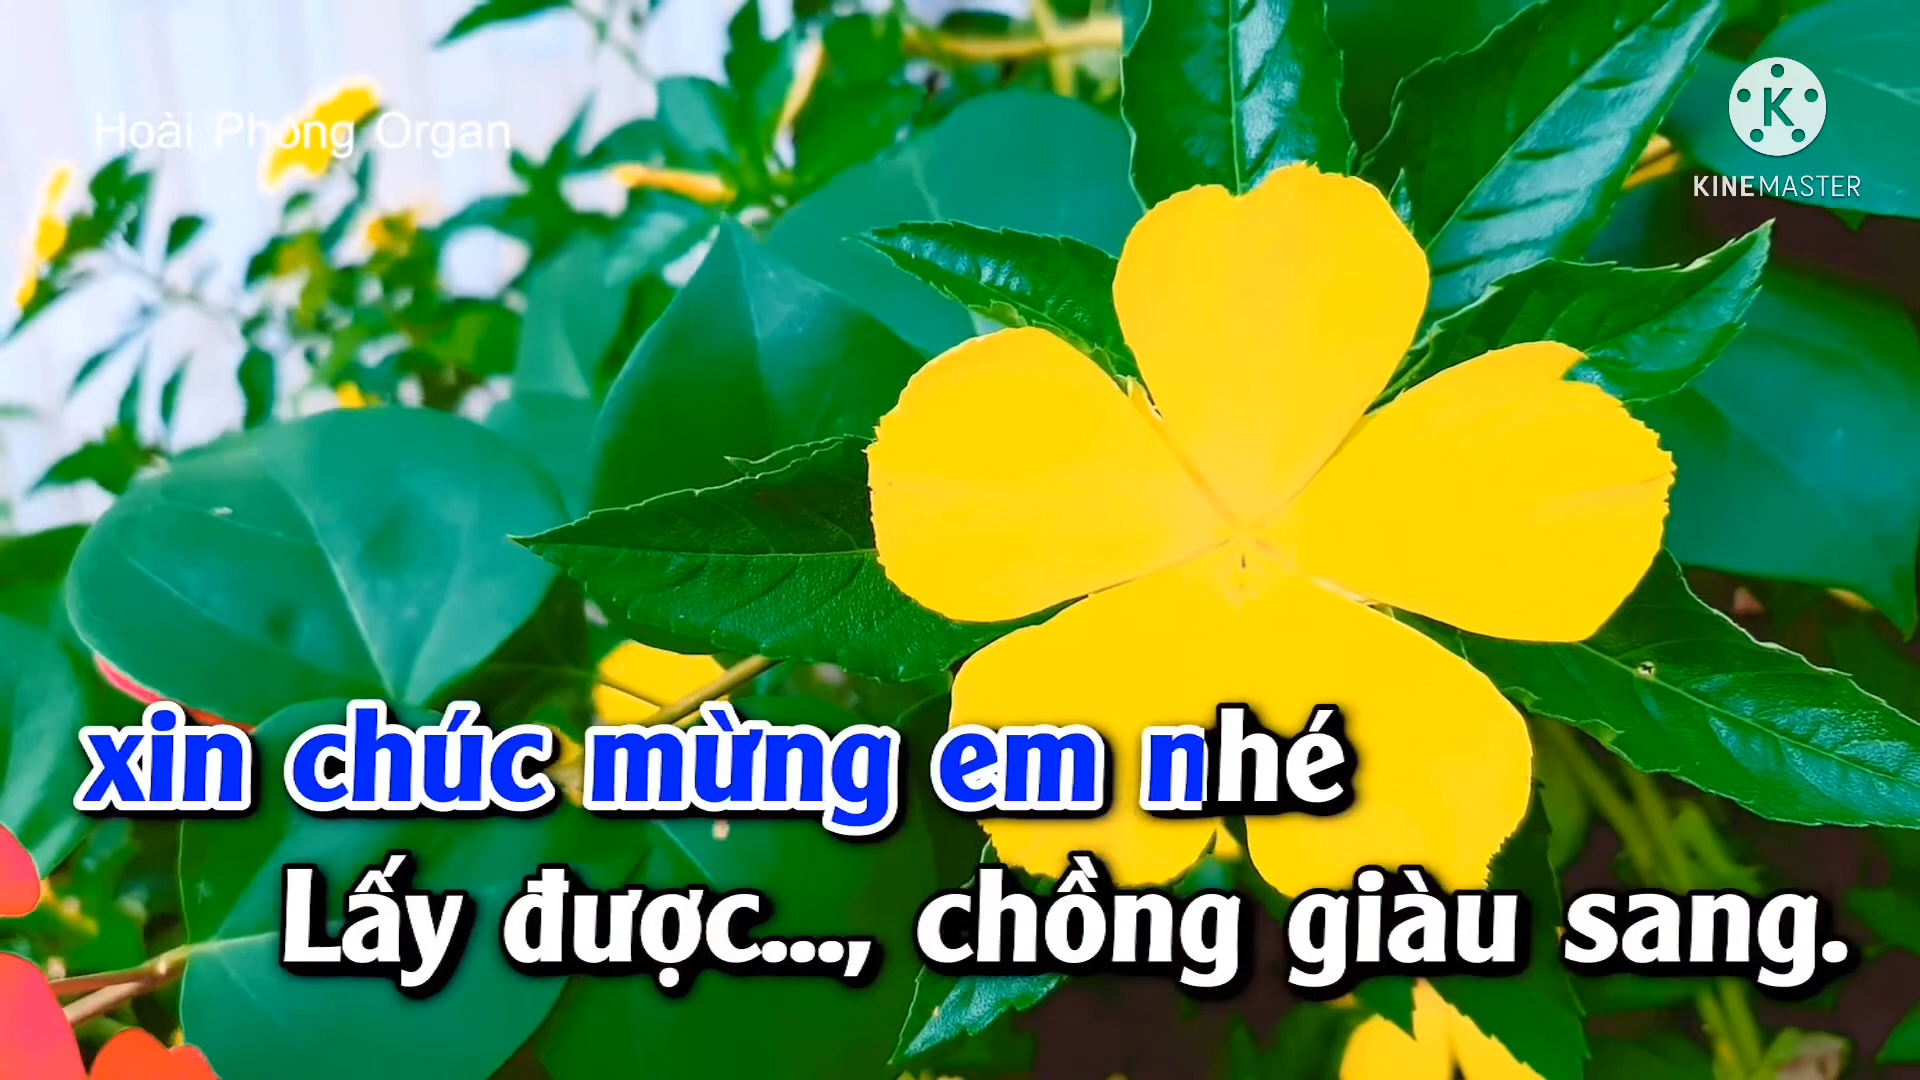 Hoài Phong Organ
K
KINEMASTER
xin chúc mừng em nhé
Lấy được..., chồng giàu sang.